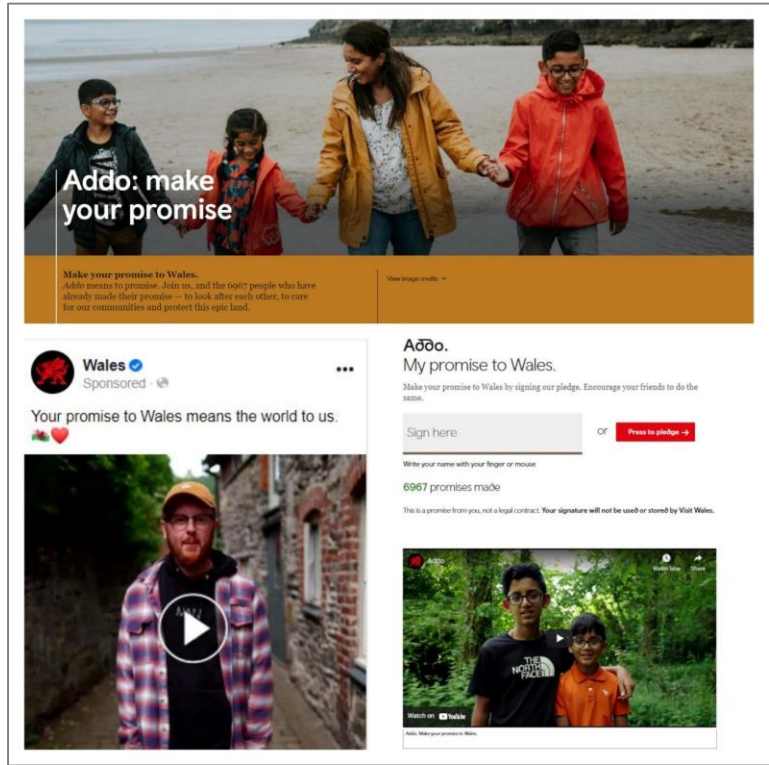 Addo: make
your promise
Make your promise to Wales.
Addo means to promise. Join us, and the 6967 people who have
already made their promise — to look after each other, to care
for our communities and protect this epic land.
View image credits
Wales
Sponsored
Your promise to Wales means the world to us.
Addo.
My promise to Wales.
Make your promise to Wales by signing our pledge. Encourage your friends to do the
same.
Sign here
or
Press to pledge →
Write your name with your finger or mouse
6967 promises made
This is a promise from you, not a legal contract. Your signature will not be used or stored by Visit Wales.
Addo
Watch later
Share
THE
NORTH
FACE
Watch on YouTube
Addo. Make your promise to Wales.